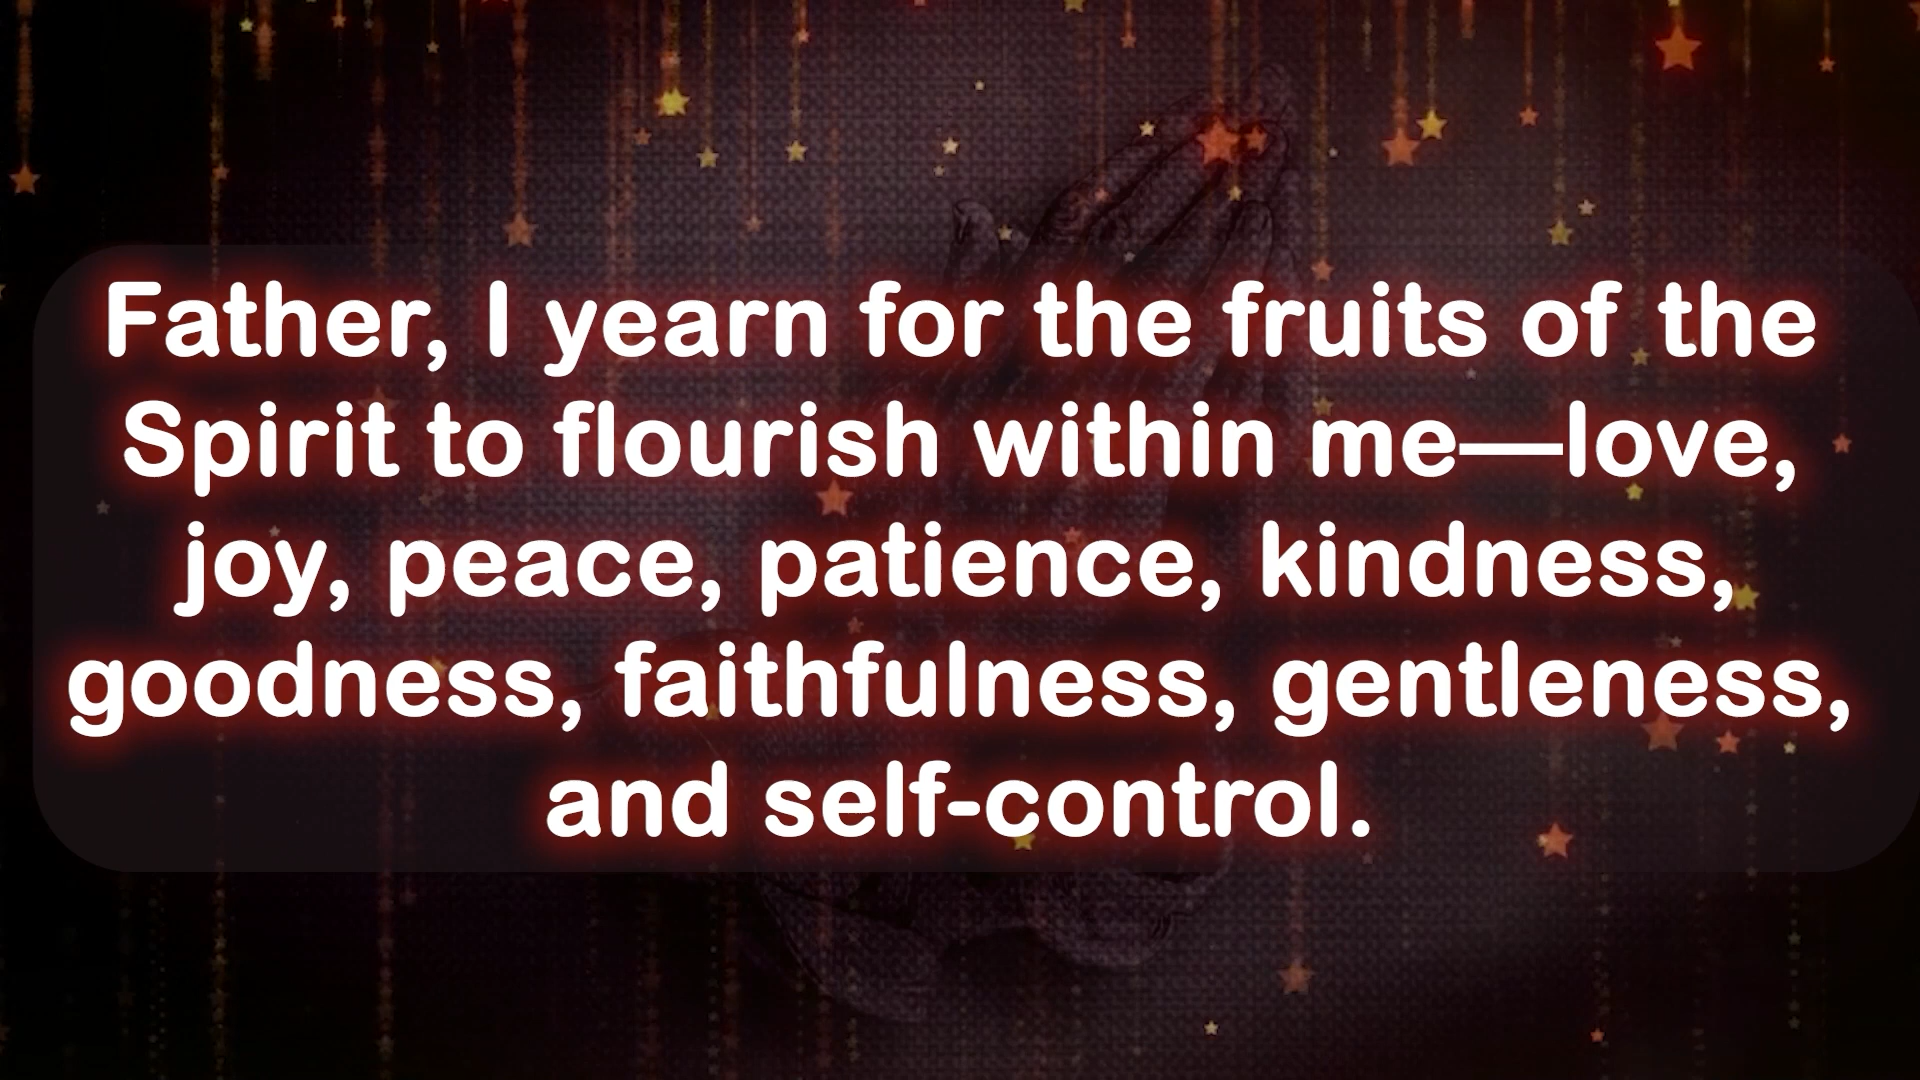 Father, I yearn for the fruits of the
Spirit to flourish within me—love,
joy, peace, patience, kindness,
goodness, faithfulness, gentleness,
and self-control.